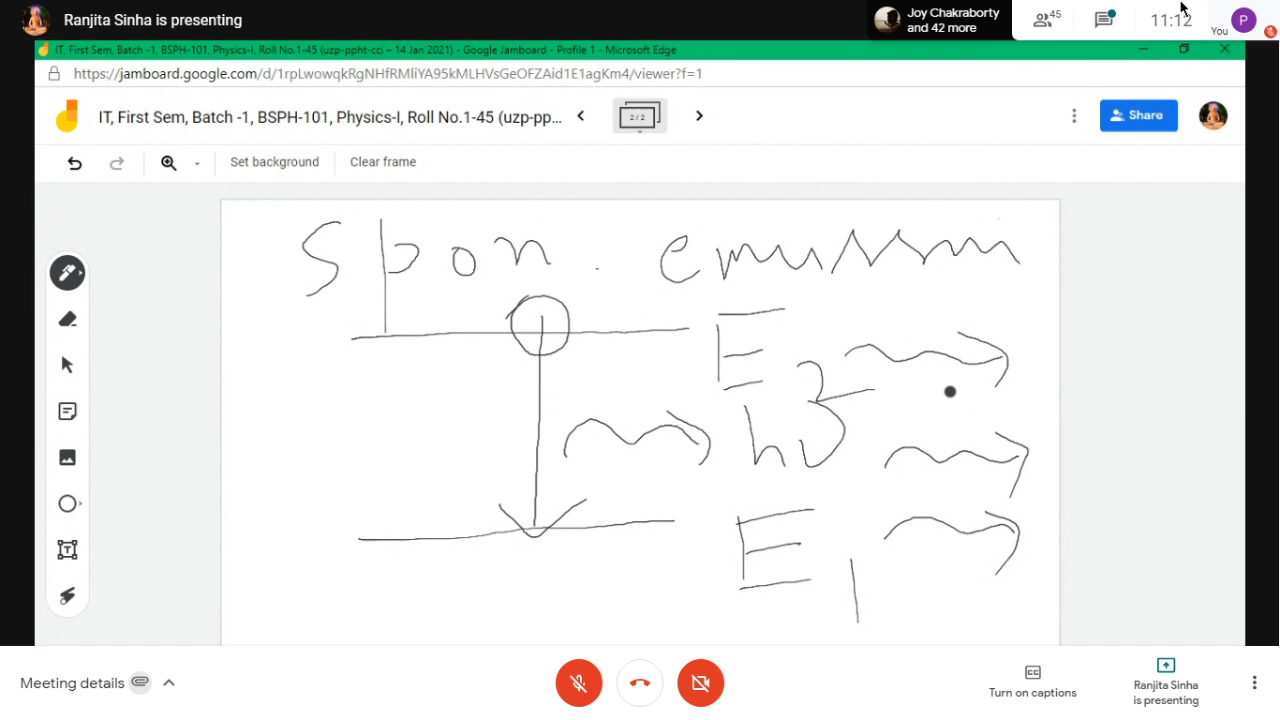 Ranjita Sinha is presenting
Joy Chakraborty
and 42 more
45
11:12
You
P
IT, First Sem, Batch -1, BSPH-101, Physics-I, Roll No.1-45 (uzp-ppht-cci – 14 Jan 2021) - Google Jamboard - Profile 1 - Microsoft Edge
https://jamboard.google.com/d/1rpLwowqkRgNHfRMliYA95kMLHVsGeOFZAid1E1agKm4/viewer?f=1
IT, First Sem, Batch -1, BSPH-101, Physics-I, Roll No.1-45 (uzp-pp...
2 / 2
Share
Set background
Clear frame
Spon. emission
E2
hν
E1
Meeting details
Turn on captions
Ranjita Sinha
is presenting